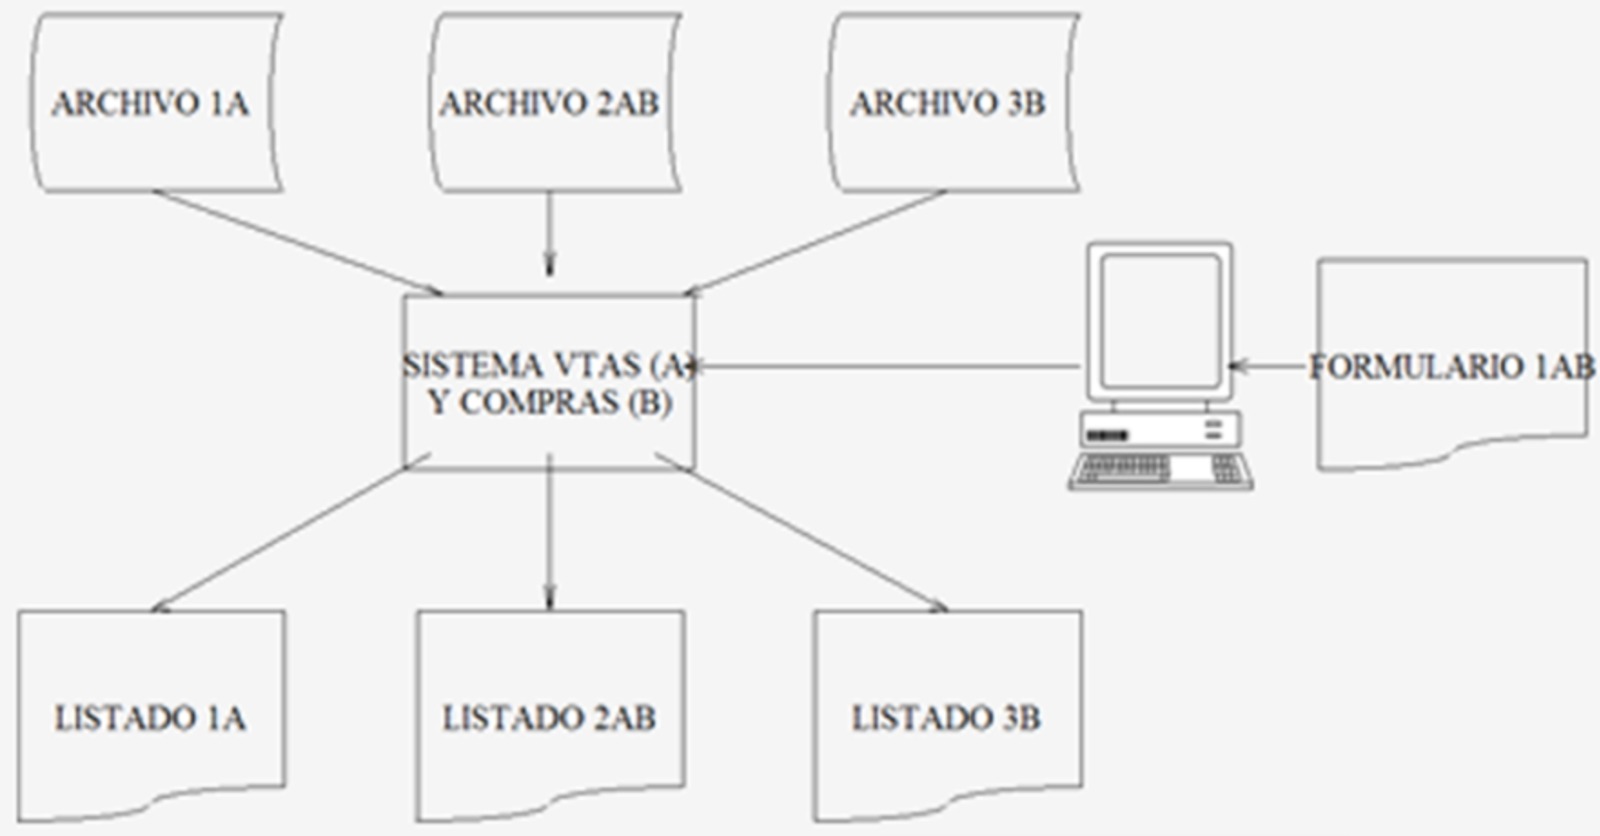 ARCHIVO 1A
ARCHIVO 2AB
ARCHIVO 3B
SISTEMA VTAS (A)
Y COMPRAS (B)
FORMULARIO 1AB
LISTADO 1A
LISTADO 2AB
LISTADO 3B